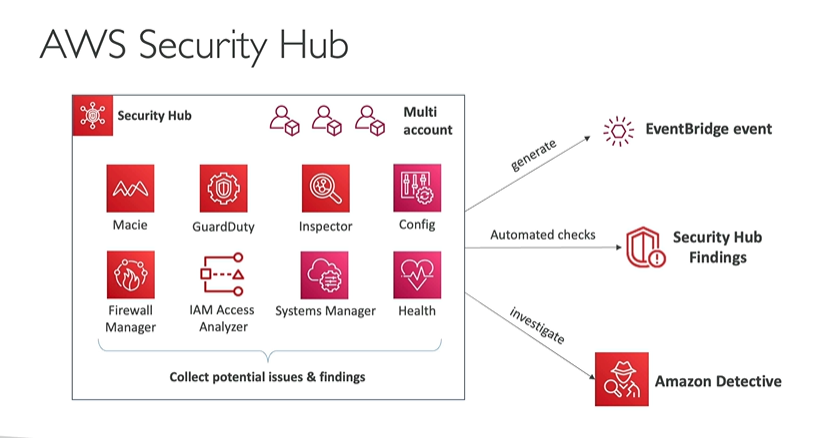 AWS Security Hub
Security Hub
Multi
account
Macie
GuardDuty
Inspector
Config
Firewall
Manager
IAM Access
Analyzer
Systems Manager
Health
Collect potential issues & findings
generate
EventBridge event
Automated checks
Security Hub
Findings
investigate
Amazon Detective